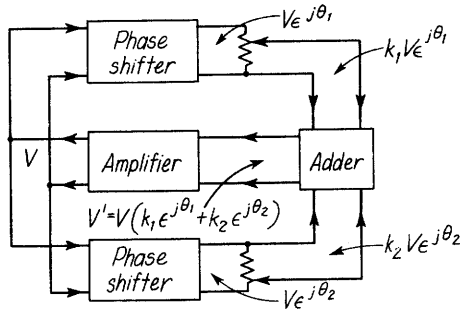 Phase
shifter
Vϵ^{jθ₁}
k₁Vϵ^{jθ₁}
V
Amplifier
Adder
V'=V(k₁ϵ^{jθ₁}+k₂ϵ^{jθ₂})
Phase
shifter
Vϵ^{jθ₂}
k₂Vϵ^{jθ₂}